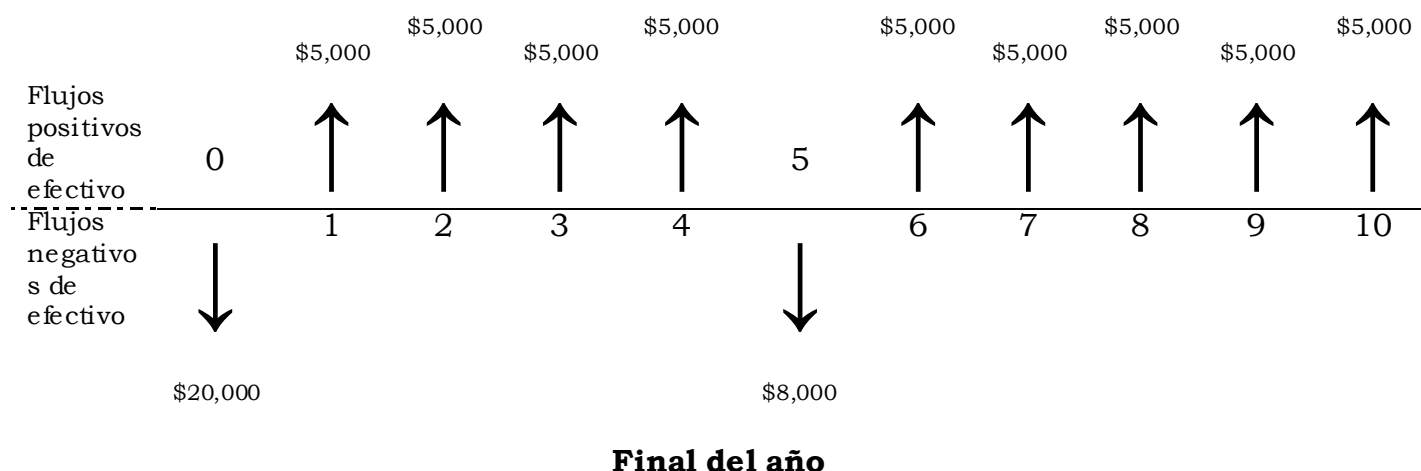 $5,000 $5,000 $5,000 $5,000 $5,000
$5,000 $5,000 $5,000 $5,000
Flujos
positivos
de
efectivo
0 5
Flujos
negativo
s de
efectivo
1 2 3 4 6 7 8 9 10
$20,000 $8,000
Final del año